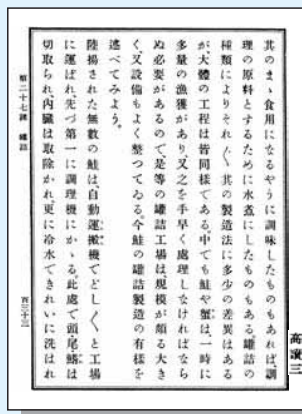 其のまゝ食用になるやうに調味したものもあれば、調
理の原料とするために水煮にしたものもある。罐詰の
種類によりそれ〲其の製造法に多少の差異はある
が、大體の工程は皆同樣である。中でも鮭や蟹は、一時に
多量の漁獲があり、又之を手早く處理しなければなら
ぬ必要があるので、是等の罐詰工場は、規模が頗る大き
く、又設備もよく整つてゐる。今鮭の罐詰製造の有樣を
述べてみよう。
陸揚された無數の鮭は、自動運搬機でどし〱と工場
に運ばれ、先づ第一に調理機にかゝる。此處で頭・尾・鰭は
切取られ、內臟は取除かれ、更に冷水できれいに洗はれ
第二十七課 罐詰
百三十三
高讀三